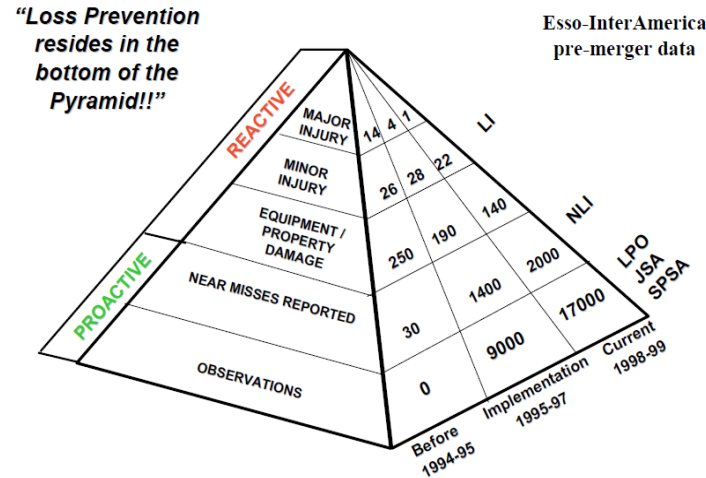 “Loss Prevention
resides in the
bottom of the
Pyramid!!”
Esso-InterAmerica
pre-merger data
REACTIVE
PROACTIVE
MAJOR
INJURY
14 4 1
LI
MINOR
INJURY
26 28 22
EQUIPMENT /
PROPERTY
DAMAGE
250 190 140
NLI
NEAR MISSES REPORTED
30 1400 2000
LPO
JSA
SPSA
OBSERVATIONS
0 9000 17000
Before
1994-95
Implementation
1995-97
Current
1998-99